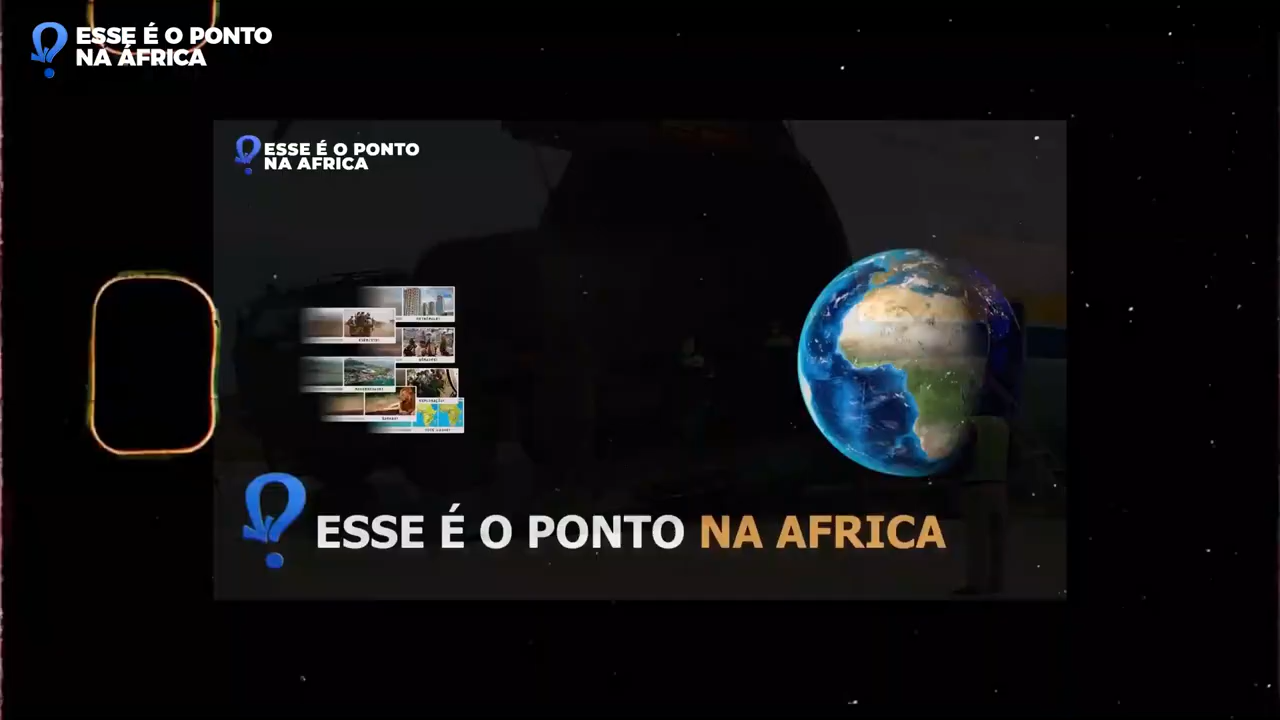 ESSE É O PONTO
NA ÁFRICA
ESSE É O PONTO
NA AFRICA
ESSE É O PONTO NA AFRICA